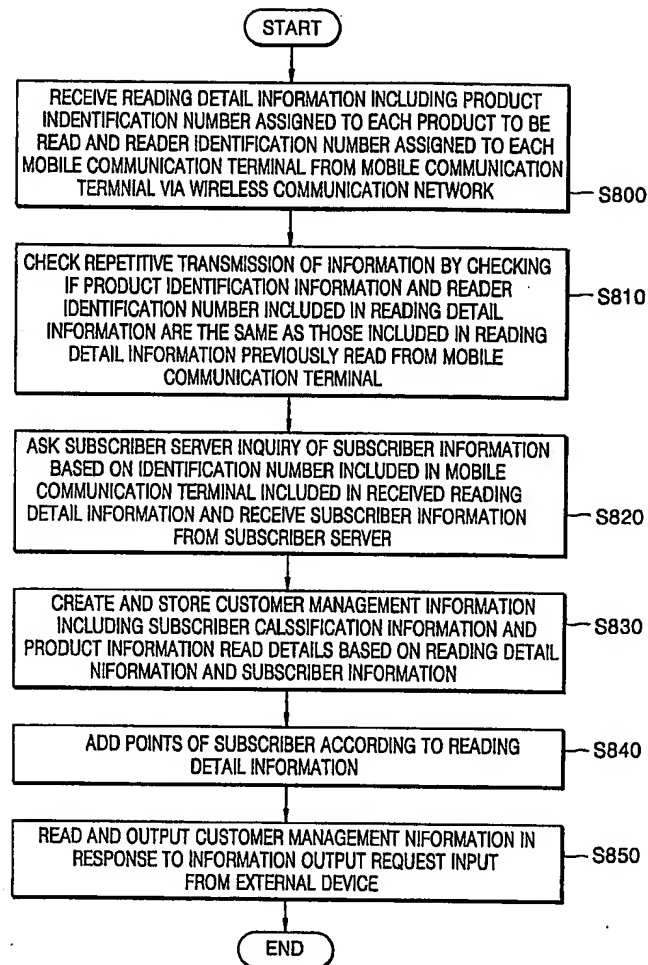 START
RECEIVE READING DETAIL INFORMATION INCLUDING PRODUCT
INDENTIFICATION NUMBER ASSIGNED TO EACH PRODUCT TO BE
READ AND READER IDENTIFICATION NUMBER ASSIGNED TO EACH
MOBILE COMMUNICATION TERMINAL FROM MOBILE COMMUNICATION
TERMNIAL VIA WIRELESS COMMUNICATION NETWORK
S800
CHECK REPETITIVE TRANSMISSION OF INFORMATION BY CHECKING
IF PRODUCT IDENTIFICATION INFORMATION AND READER
IDENTIFICATION NUMBER INCLUDED IN READING DETAIL
INFORMATION ARE THE SAME AS THOSE INCLUDED IN READING
DETAIL INFORMATION PREVIOUSLY READ FROM MOBILE
COMMUNICATION TERMINAL
S810
ASK SUBSCRIBER SERVER INQUIRY OF SUBSCRIBER INFORMATION
BASED ON IDENTIFICATION NUMBER INCLUDED IN MOBILE
COMMUNICATION TERMINAL INCLUDED IN RECEIVED READING
DETAIL INFORMATION AND RECEIVE SUBSCRIBER INFORMATION
FROM SUBSCRIBER SERVER
S820
CREATE AND STORE CUSTOMER MANAGEMENT INFORMATION
INCLUDING SUBSCRIBER CALSSIFICATION INFORMATION AND
PRODUCT INFORMATION READ DETAILS BASED ON READING DETAIL
NIFORMATION AND SUBSCRIBER INFORMATION
S830
ADD POINTS OF SUBSCRIBER ACCORDING TO READING
DETAIL INFORMATION
S840
READ AND OUTPUT CUSTOMER MANAGEMENT NIFORMATION IN
RESPONSE TO INFORMATION OUTPUT REQUEST INPUT
FROM EXTERNAL DEVICE
S850
END